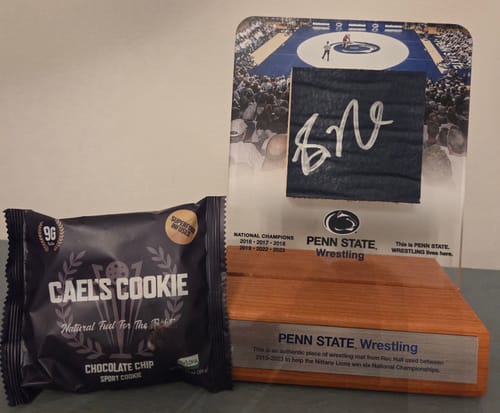 NATIONAL CHAMPIONS
2016 • 2017 • 2018
2019 • 2022 • 2023
PENN STATE
Wrestling
This is PENN STATE.
WRESTLING lives here.
PENN STATE Wrestling
This is an authentic piece of wrestling mat from Rec Hall used between
2015-2023 to help the Nittany Lions win six National Championships.
9G
SUPERFOOD
INFUSED
CAEL'S COOKIE
Natural Fuel For The
CHOCOLATE CHIP
SPORT COOKIE